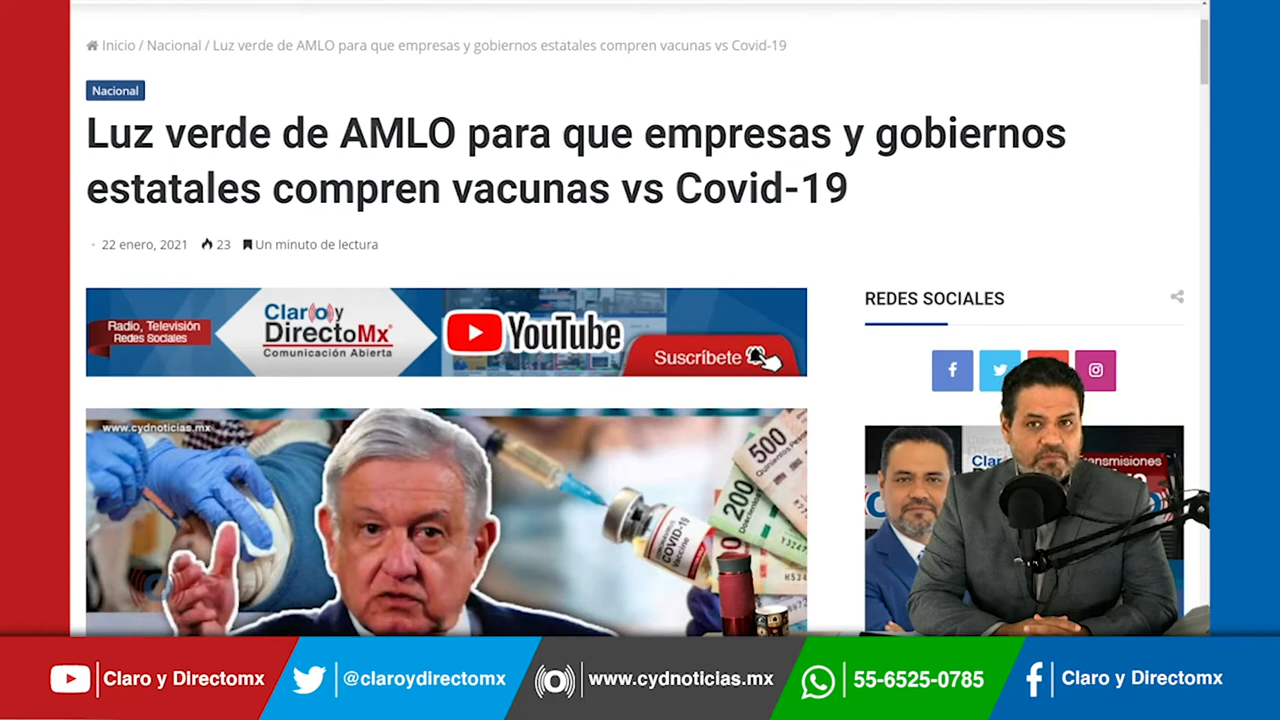 Inicio / Nacional / Luz verde de AMLO para que empresas y gobiernos estatales compren vacunas vs Covid-19
Nacional
Luz verde de AMLO para que empresas y gobiernos
estatales compren vacunas vs Covid-19
22 enero, 2021 23 Un minuto de lectura
Radio, Televisión
Redes Sociales
Claro y
DirectoMx®
Comunicación Abierta
YouTube
Suscríbete
REDES SOCIALES
www.cydnoticias.mx
COVID-19
Vaccine
500
Quinientos Pesos
200
Claro y Directomx
@claroydirectomx
www.cydnoticias.mx
55-6525-0785
Claro y Directomx